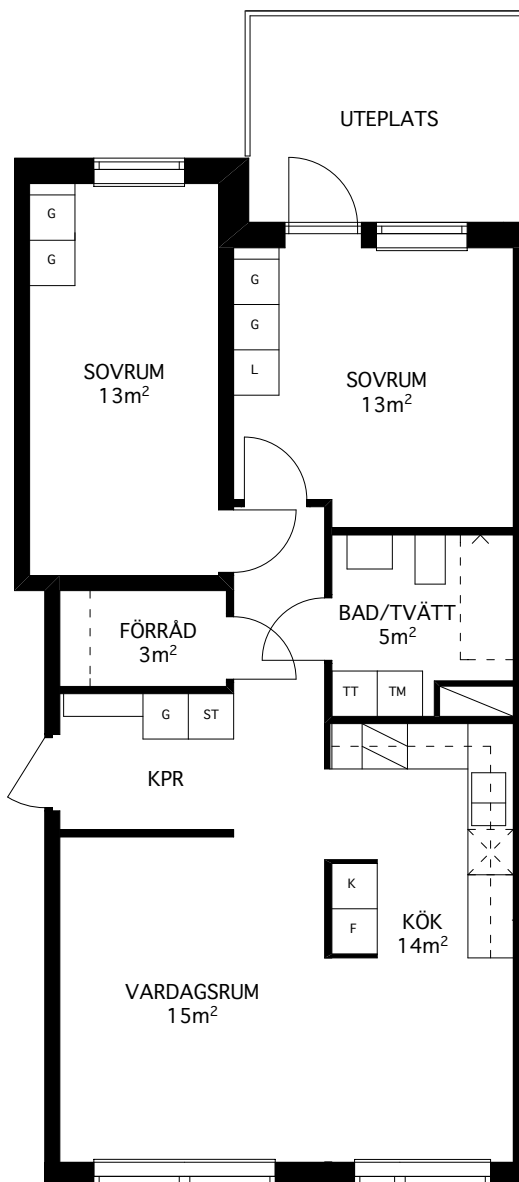 UTEPLATS
G
G
G
G
L
SOVRUM
13m²
SOVRUM
13m²
FÖRRÅD
3m²
BAD/TVÄTT
5m²
TT
TM
G
ST
KPR
K
F
KÖK
14m²
VARDAGSRUM
15m²